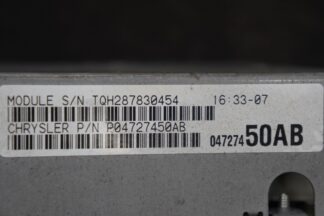 MODULE S/N TQH287830454 16:33-07
CHRYSLER P/N P04727450AB
04727450AB